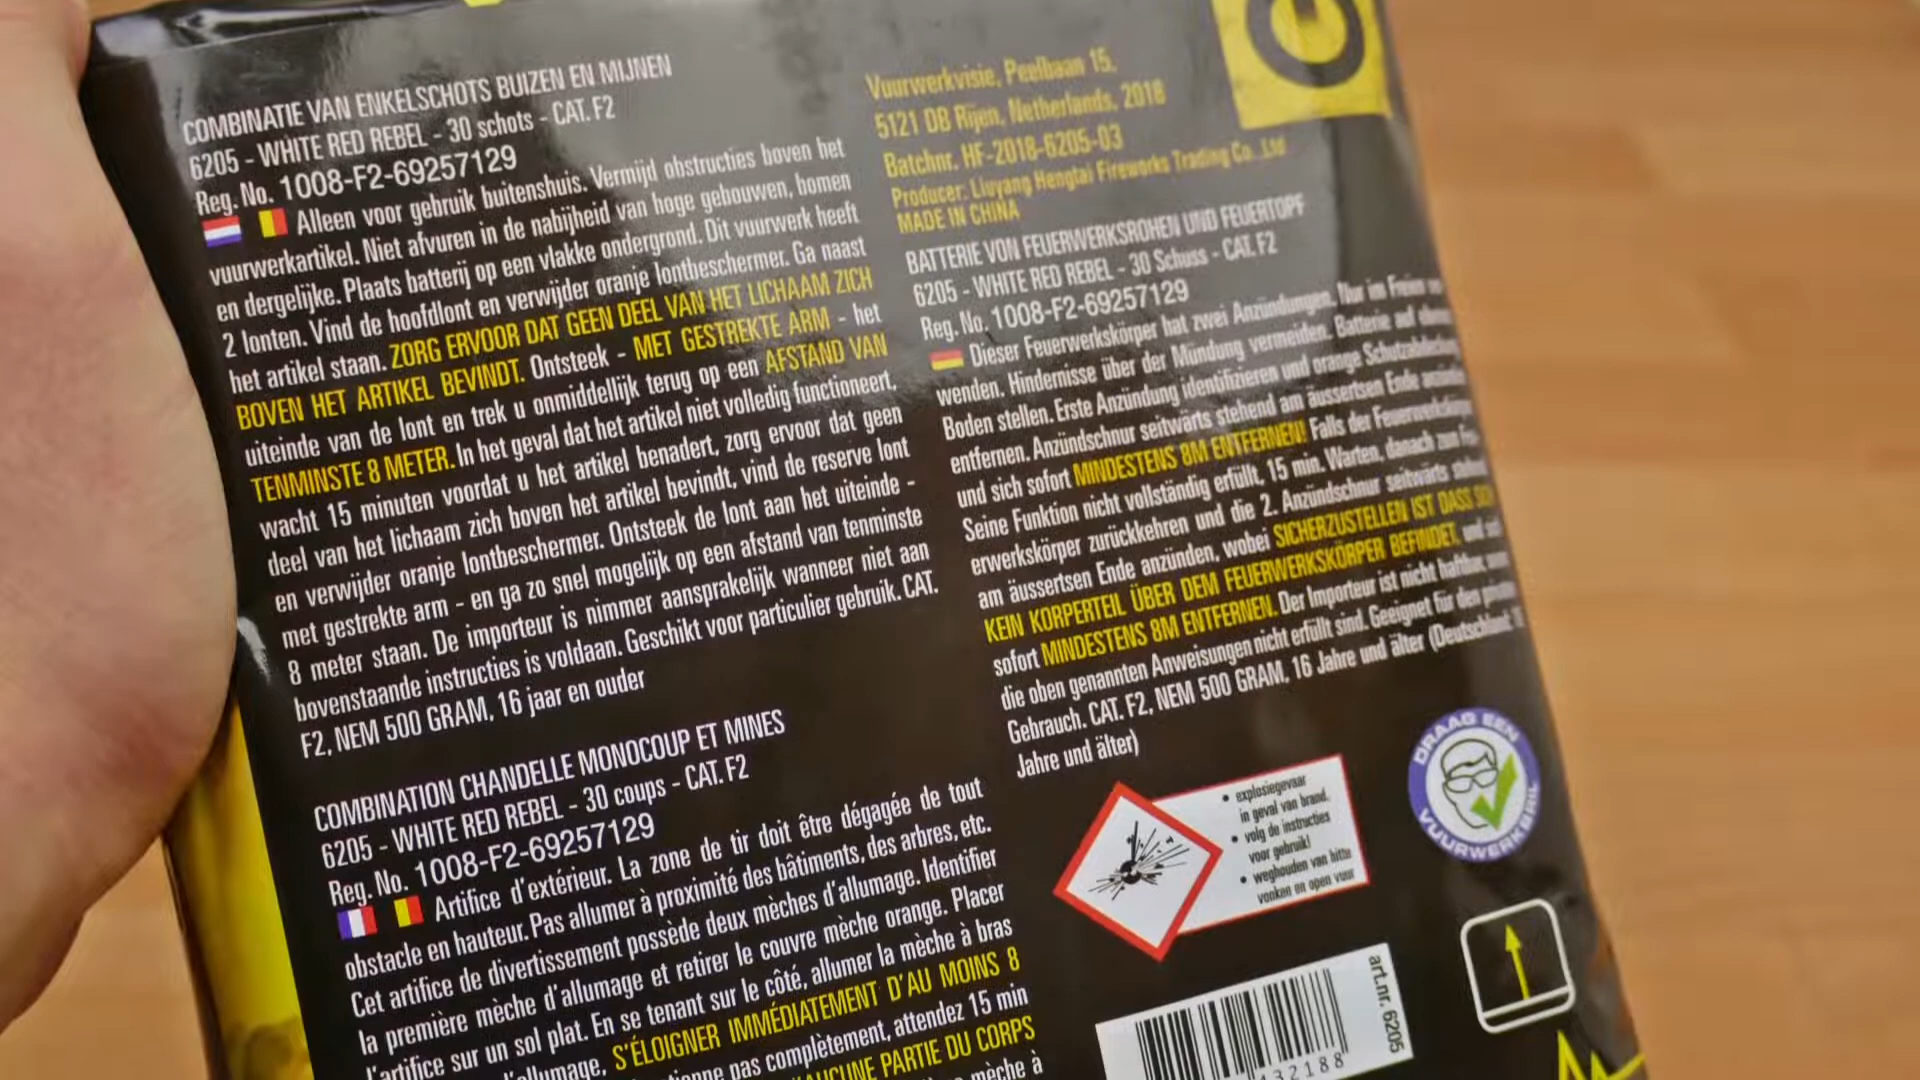 COMBINATIE VAN ENKELSCHOTS BUIZEN EN MIJNEN
6205 - WHITE RED REBEL - 30 schots - CAT. F2
Reg. No. 1008-F2-69257129
Alleen voor gebruik buitenshuis. Vermijd obstructies boven het
vuurwerkartikel. Niet afvuren in de nabijheid van hoge gebouwen, bomen
en dergelijke. Plaats batterij op een vlakke ondergrond. Dit vuurwerk heeft
2 lonten. Vind de hoofdlont en verwijder oranje lontbeschermer. Ga naast
het artikel staan. ZORG ERVOOR DAT GEEN DEEL VAN HET LICHAAM ZICH
BOVEN HET ARTIKEL BEVINDT. Ontsteek - MET GESTREKTE ARM - het
uiteinde van de lont en trek u onmiddellijk terug op een AFSTAND VAN
TENMINSTE 8 METER. In het geval dat het artikel niet volledig functioneert,
wacht 15 minuten voordat u het artikel benadert, zorg ervoor dat geen
deel van het lichaam zich boven het artikel bevindt, vind de reserve lont
en verwijder oranje lontbeschermer. Ontsteek de lont aan het uiteinde -
met gestrekte arm - en ga zo snel mogelijk op een afstand van tenminste
8 meter staan. De importeur is nimmer aansprakelijk wanneer niet aan
bovenstaande instructies is voldaan. Geschikt voor particulier gebruik. CAT.
F2, NEM 500 GRAM, 16 jaar en ouder
COMBINATION CHANDELLE MONOCOUP ET MINES
6205 - WHITE RED REBEL - 30 coups - CAT. F2
Reg. No. 1008-F2-69257129
Artifice d'extérieur. La zone de tir doit être dégagée de tout
obstacle en hauteur. Pas allumer à proximité des bâtiments, des arbres, etc.
Cet artifice de divertissement possède deux mèches d'allumage. Identifier
la première mèche d'allumage et retirer le couvre mèche orange. Placer
l'artifice sur un sol plat. En se tenant sur le côté, allumer la mèche à bras
S'ÉLOIGNER IMMÉDIATEMENT D'AU MOINS 8
pas complètement, attendez 15 min
PARTIE DU CORPS
mèche à
Vuurwerkvisie, Peelbaan 15,
5121 DB Rijen, Netherlands, 2018
Batchnr. HF-2018-6205-03
Producer: Liuyang Hengtai Fireworks Trading Co., Ltd
MADE IN CHINA
BATTERIE VON FEUERWERKSROHEN UND FEUERTOPF
6205 - WHITE RED REBEL - 30 Schuss - CAT. F2
Reg. No. 1008-F2-69257129
Dieser Feuerwerkskörper hat zwei Anzündungen. Nur im Freien
wenden. Hindernisse über der Mündung vermeiden. Batterie auf
Boden stellen. Erste Anzündung identifizieren und orange
entfernen. Anzündschnur seitwärts stehend am äussertsen Ende
und sich sofort MINDESTENS 8M ENTFERNEN! Falls der
Seine Funktion nicht vollständig erfüllt, 15 min. Warten, danach zum
erwerkskörper zurückkehren und die 2. Anzündschnur seitwärts
am äussertsen Ende anzünden, wobei SICHERZUSTELLEN IST DASS
KEIN KÖRPERTEIL ÜBER DEM FEUERWERKSKÖRPER BEFINDET, und
sofort MINDESTENS 8M ENTFERNEN. Der Importeur ist nicht haftbar,
die oben genannten Anweisungen nicht erfüllt sind. Geeignet für den
Gebrauch. CAT. F2, NEM 500 GRAM, 16 Jahre und älter (Deutschland
Jahre und älter)
• explosiegevaar
in geval van brand.
• volg de instructies
voor gebruik!
• weghouden van hitte
vonken en open vuur
DRAAG EEN
VUURWERKBRIL
art.nr. 6205
32188